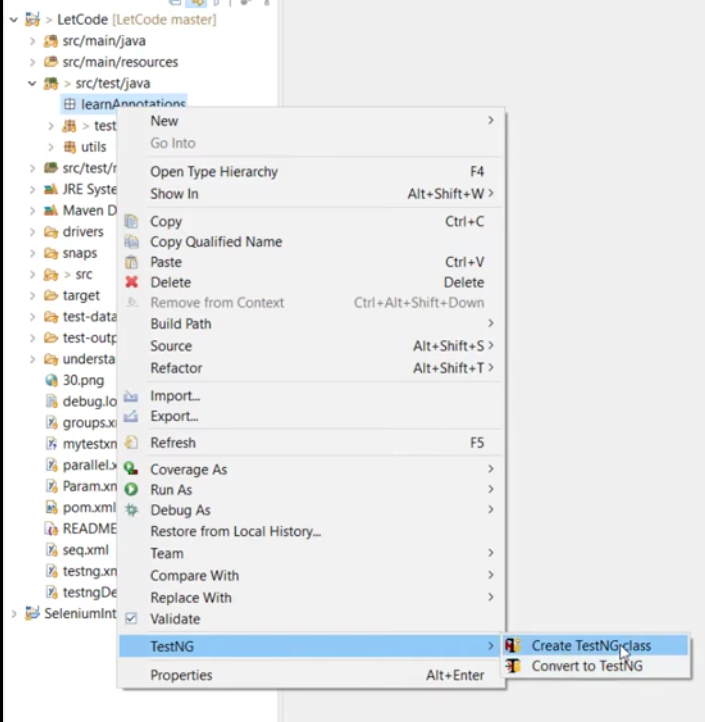 > LetCode [LetCode master]
src/main/java
src/main/resources
> src/test/java
learnAnnotations
> test
utils
src/test/r
JRE Syste
Maven D
drivers
snaps
> src
target
test-data
test-outp
understa
30.png
debug.lo
groups.x
mytestxn
parallel.x
Param.xn
pom.xml
README
seq.xml
testng.xn
testngDe
SeleniumInt
New
Go Into
Open Type Hierarchy F4
Show In Alt+Shift+W >
Copy Ctrl+C
Copy Qualified Name
Paste Ctrl+V
Delete Delete
Remove from Context Ctrl+Alt+Shift+Down
Build Path
Source Alt+Shift+S >
Refactor Alt+Shift+T >
Import...
Export...
Refresh F5
Coverage As
Run As
Debug As
Restore from Local History...
Team
Compare With
Replace With
Validate
TestNG
Properties Alt+Enter
Create TestNG class
Convert to TestNG